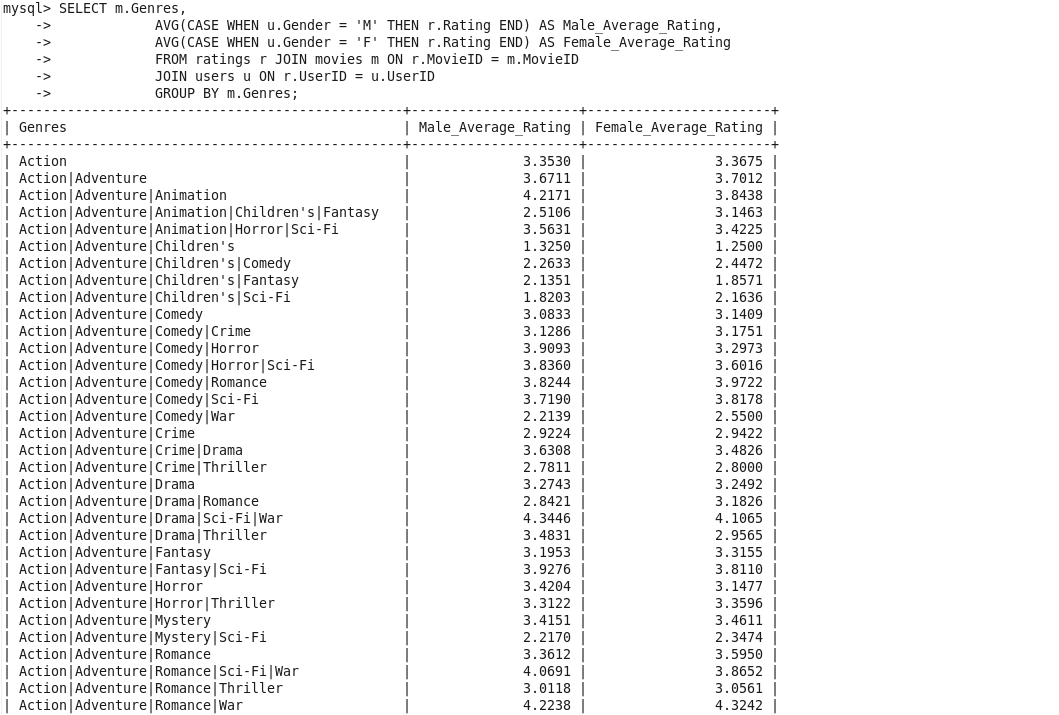 mysql> SELECT m.Genres,
    ->             AVG(CASE WHEN u.Gender = 'M' THEN r.Rating END) AS Male_Average_Rating,
    ->             AVG(CASE WHEN u.Gender = 'F' THEN r.Rating END) AS Female_Average_Rating
    ->             FROM ratings r JOIN movies m ON r.MovieID = m.MovieID
    ->             JOIN users u ON r.UserID = u.UserID
    ->             GROUP BY m.Genres;
+-------------------------------------------------+---------------------+-----------------------+
| Genres                                          | Male_Average_Rating | Female_Average_Rating |
+-------------------------------------------------+---------------------+-----------------------+
| Action                                          |              3.3530 |                3.3675 |
| Action|Adventure                                |              3.6711 |                3.7012 |
| Action|Adventure|Animation                      |              4.2171 |                3.8438 |
| Action|Adventure|Animation|Children's|Fantasy   |              2.5106 |                3.1463 |
| Action|Adventure|Animation|Horror|Sci-Fi        |              3.5631 |                3.4225 |
| Action|Adventure|Children's                     |              1.3250 |                1.2500 |
| Action|Adventure|Children's|Comedy              |              2.2633 |                2.4472 |
| Action|Adventure|Children's|Fantasy             |              2.1351 |                1.8571 |
| Action|Adventure|Children's|Sci-Fi              |              1.8203 |                2.1636 |
| Action|Adventure|Comedy                         |              3.0833 |                3.1409 |
| Action|Adventure|Comedy|Crime                   |              3.1286 |                3.1751 |
| Action|Adventure|Comedy|Horror                  |              3.9093 |                3.2973 |
| Action|Adventure|Comedy|Horror|Sci-Fi           |              3.8360 |                3.6016 |
| Action|Adventure|Comedy|Romance                 |              3.8244 |                3.9722 |
| Action|Adventure|Comedy|Sci-Fi                  |              3.7190 |                3.8178 |
| Action|Adventure|Comedy|War                     |              2.2139 |                2.5500 |
| Action|Adventure|Crime                          |              2.9224 |                2.9422 |
| Action|Adventure|Crime|Drama                    |              3.6308 |                3.4826 |
| Action|Adventure|Crime|Thriller                 |              2.7811 |                2.8000 |
| Action|Adventure|Drama                          |              3.2743 |                3.2492 |
| Action|Adventure|Drama|Romance                  |              2.8421 |                3.1826 |
| Action|Adventure|Drama|Sci-Fi|War               |              4.3446 |                4.1065 |
| Action|Adventure|Drama|Thriller                 |              3.4831 |                2.9565 |
| Action|Adventure|Fantasy                        |              3.1953 |                3.3155 |
| Action|Adventure|Fantasy|Sci-Fi                 |              3.9276 |                3.8110 |
| Action|Adventure|Horror                         |              3.4204 |                3.1477 |
| Action|Adventure|Horror|Thriller                |              3.3122 |                3.3596 |
| Action|Adventure|Mystery                        |              3.4151 |                3.4611 |
| Action|Adventure|Mystery|Sci-Fi                 |              2.2170 |                2.3474 |
| Action|Adventure|Romance                        |              3.3612 |                3.5950 |
| Action|Adventure|Romance|Sci-Fi|War             |              4.0691 |                3.8652 |
| Action|Adventure|Romance|Thriller               |              3.0118 |                3.0561 |
| Action|Adventure|Romance|War                    |              4.2238 |                4.3242 |